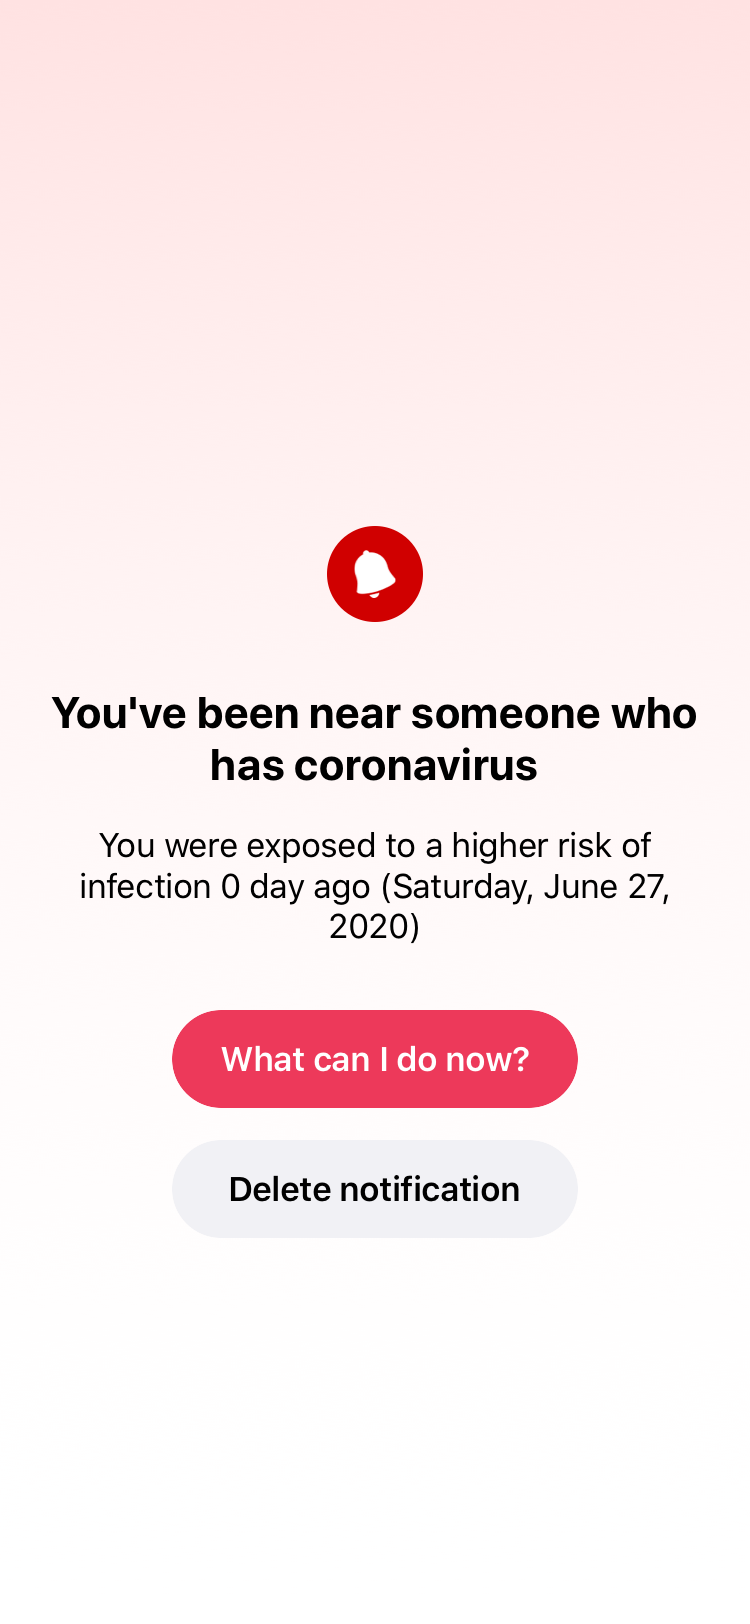 You've been near someone who
has coronavirus
You were exposed to a higher risk of
infection 0 day ago (Saturday, June 27,
2020)
What can I do now?
Delete notification